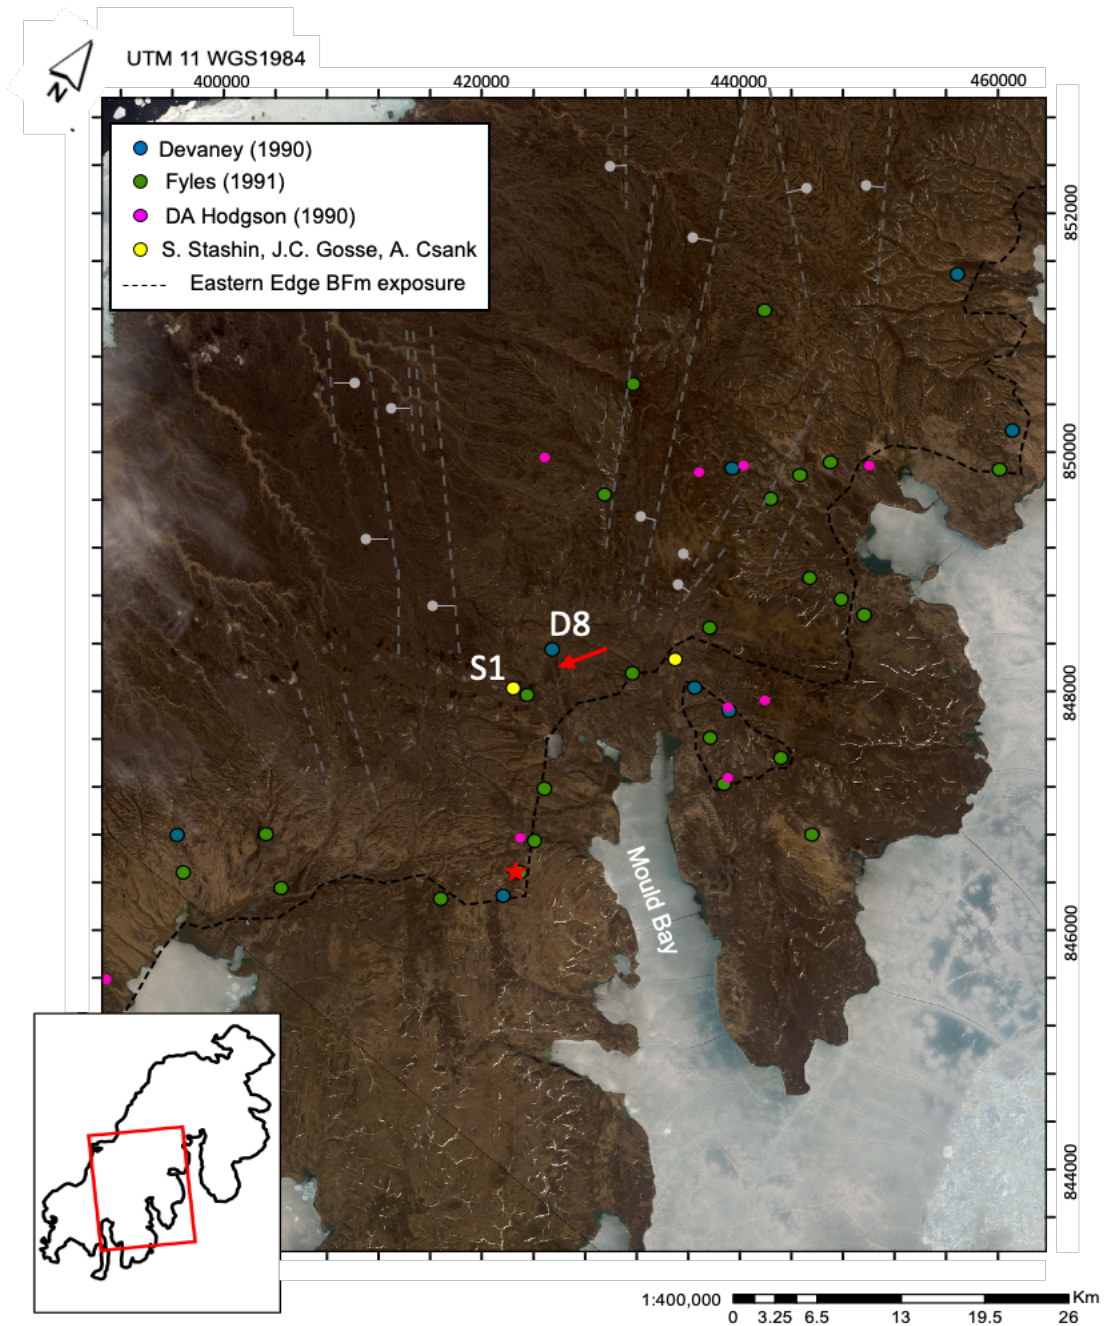 N
UTM 11 WGS1984
400000 420000 440000 460000
Devaney (1990)
Fyles (1991)
DA Hodgson (1990)
S. Stashin, J.C. Gosse, A. Csank
Eastern Edge BFm exposure
852000
850000
D8
S1
848000
Mould Bay
846000
844000
1:400,000
Km
0 3.25 6.5 13 19.5 26